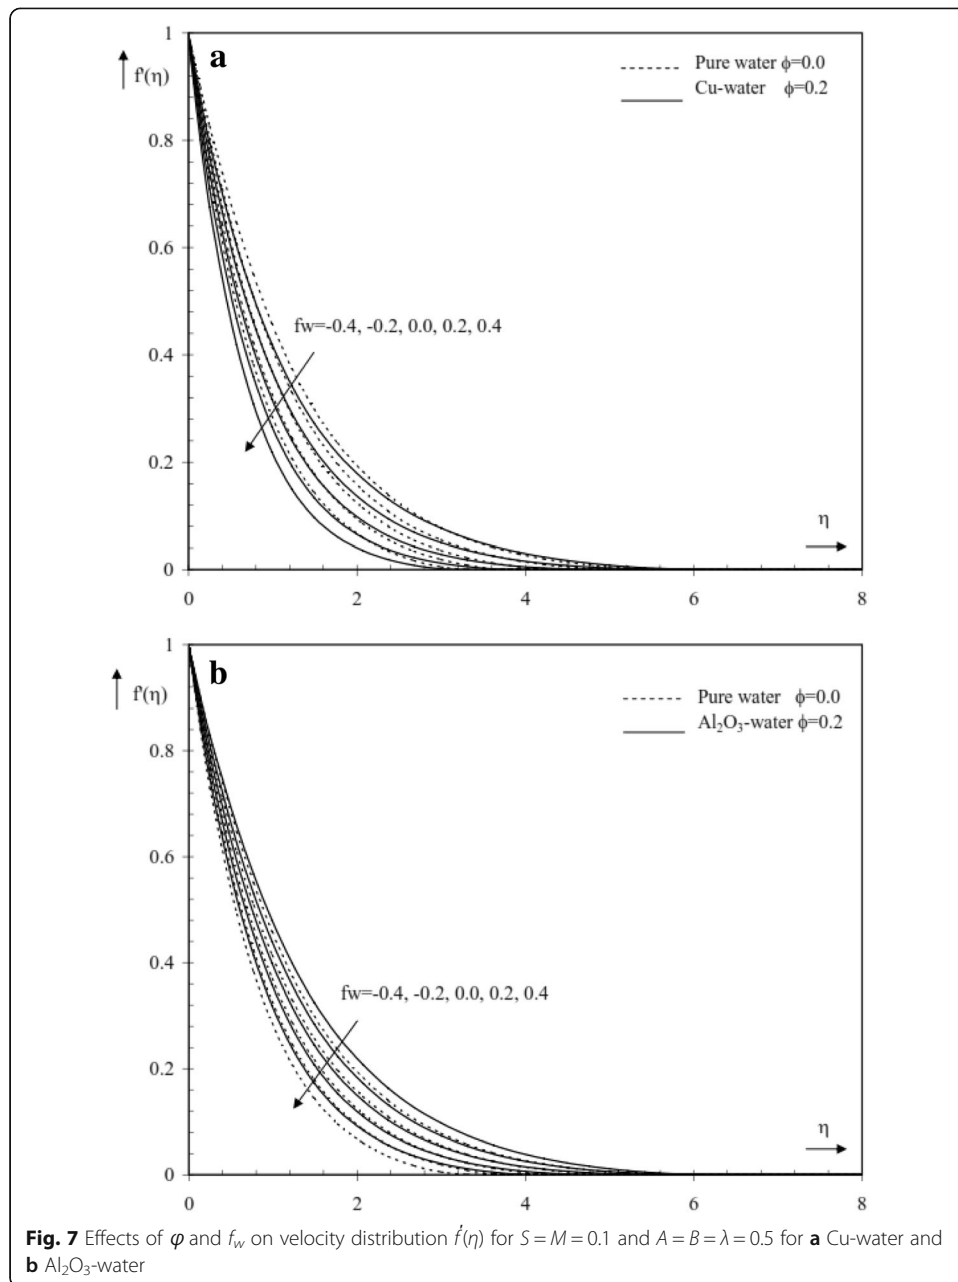 1
a
f'(η)
Pure water ϕ=0.0
Cu-water ϕ=0.2
0.8
0.6
fw=-0.4, -0.2, 0.0, 0.2, 0.4
0.4
0.2
η
0
0 2 4 6 8
1
b
f'(η)
Pure water ϕ=0.0
Al₂O₃-water ϕ=0.2
0.8
0.6
0.4
fw=-0.4, -0.2, 0.0, 0.2, 0.4
0.2
η
0
0 2 4 6 8
Fig. 7 Effects of φ and f_w on velocity distribution f′(η) for S = M = 0.1 and A = B = λ = 0.5 for a Cu-water and
b Al₂O₃-water